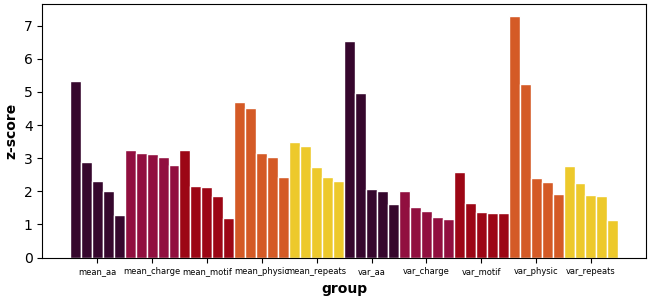 7
6
5
4
3
2
1
0
z-score
mean_aa mean_charge mean_motif mean_physic mean_repeats var_aa var_charge var_motif var_physic var_repeats
group